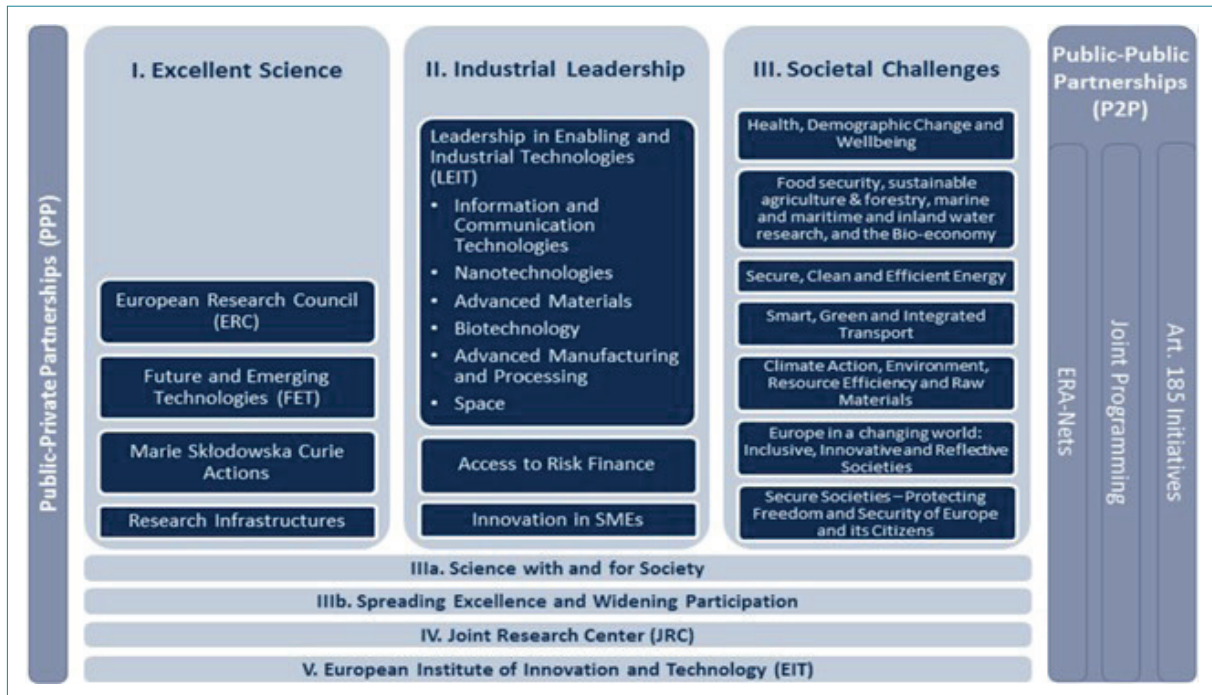 Public-Private Partnerships (PPP)
I. Excellent Science
European Research Council
(ERC)
Future and Emerging
Technologies (FET)
Marie Skłodowska Curie
Actions
Research Infrastructures
II. Industrial Leadership
Leadership in Enabling and
Industrial Technologies
(LEIT)
• Information and
Communication
Technologies
• Nanotechnologies
• Advanced Materials
• Biotechnology
• Advanced Manufacturing
and Processing
• Space
Access to Risk Finance
Innovation in SMEs
III. Societal Challenges
Health, Demographic Change and
Wellbeing
Food security, sustainable
agriculture & forestry, marine
and maritime and inland water
research, and the Bio-economy
Secure, Clean and Efficient Energy
Smart, Green and Integrated
Transport
Climate Action, Environment,
Resource Efficiency and Raw
Materials
Europe in a changing world:
Inclusive, Innovative and Reflective
Societies
Secure Societies – Protecting
Freedom and Security of Europe
and its Citizens
IIIa. Science with and for Society
IIIb. Spreading Excellence and Widening Participation
IV. Joint Research Center (JRC)
V. European Institute of Innovation and Technology (EIT)
Public-Public
Partnerships
(P2P)
ERA-Nets
Joint Programming
Art. 185 Initiatives